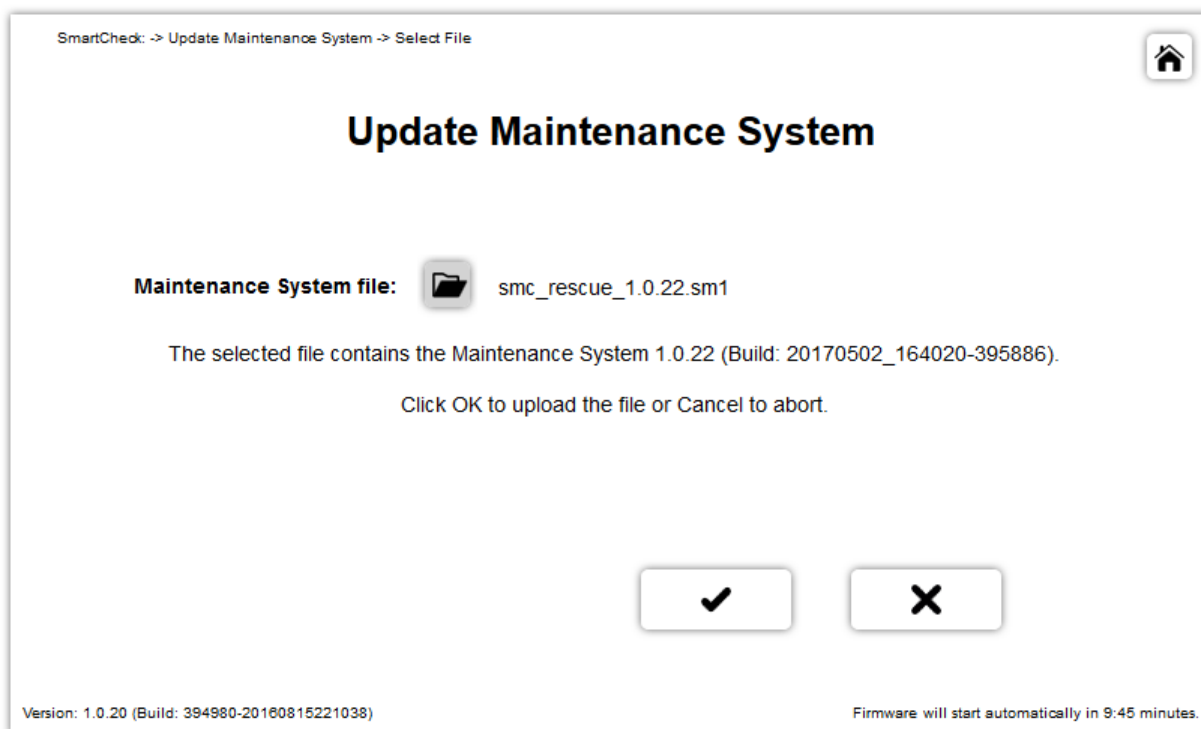 SmartCheck: -> Update Maintenance System -> Select File
Update Maintenance System
Maintenance System file: smc_rescue_1.0.22.sm1
The selected file contains the Maintenance System 1.0.22 (Build: 20170502_164020-395886).
Click OK to upload the file or Cancel to abort.
Version: 1.0.20 (Build: 394980-20160815221038)
Firmware will start automatically in 9:45 minutes.